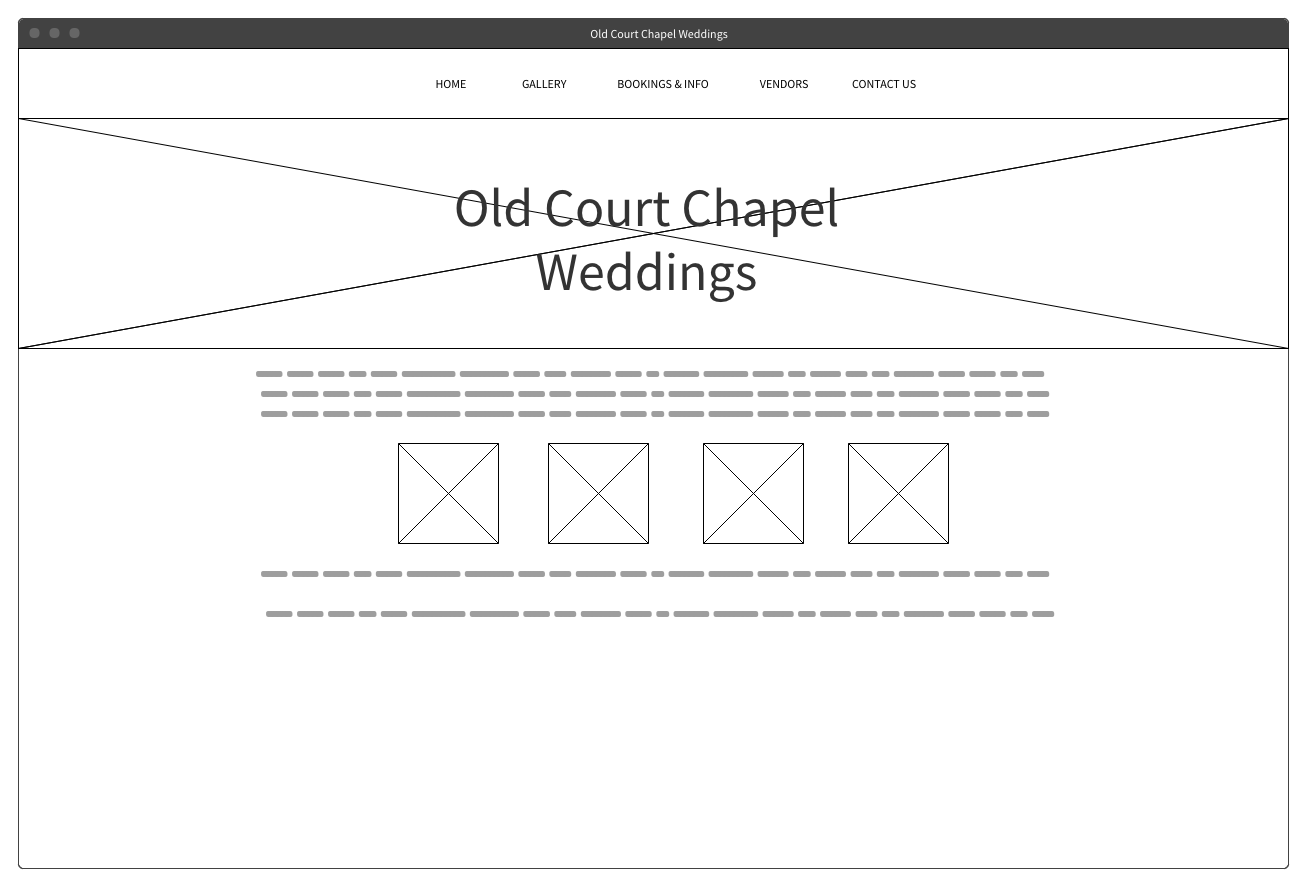 Old Court Chapel Weddings
HOME GALLERY BOOKINGS & INFO VENDORS CONTACT US
Old Court Chapel
Weddings